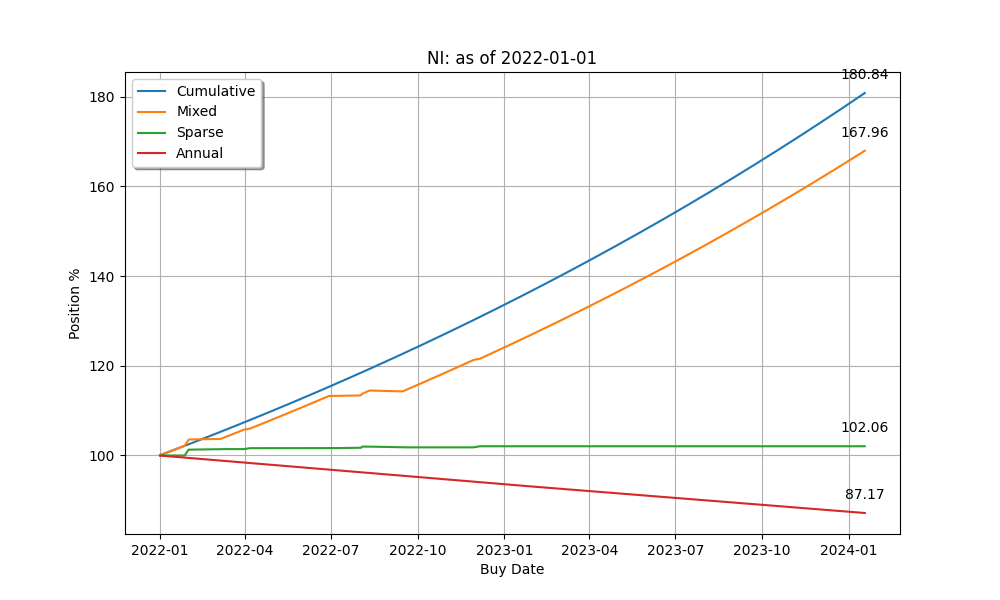 NI: as of 2022-01-01
Cumulative
Mixed
Sparse
Annual
180.84
167.96
102.06
87.17
180
160
140
120
100
Position %
2022-01 2022-04 2022-07 2022-10 2023-01 2023-04 2023-07 2023-10 2024-01
Buy Date